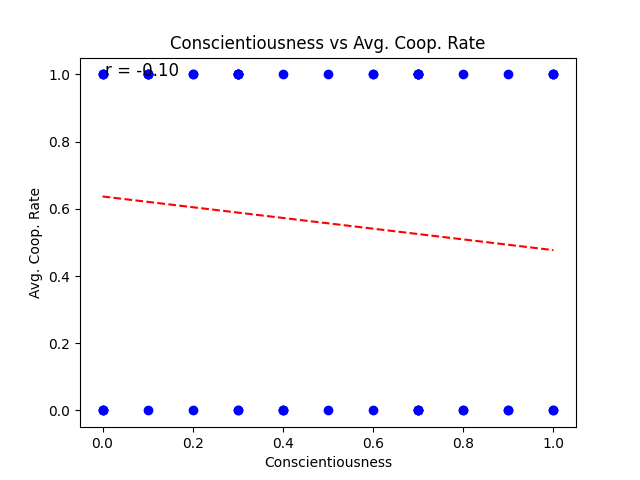 Conscientiousness vs Avg. Coop. Rate
r = -0.10
1.0
0.8
0.6
0.4
0.2
0.0
Avg. Coop. Rate
0.0 0.2 0.4 0.6 0.8 1.0
Conscientiousness